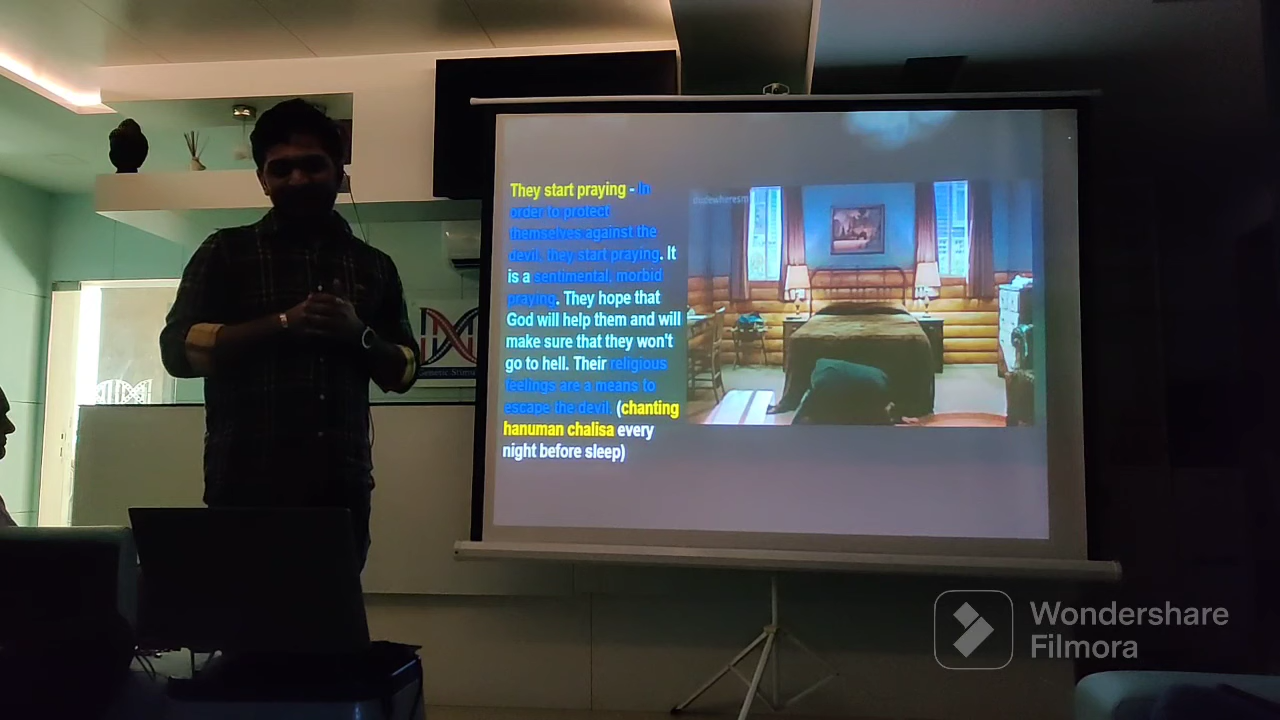 They start praying - in
order to protect
themselves against the
devil, they start praying. It
is a sentimental, morbid
praying. They hope that
God will help them and will
make sure that they won't
go to hell. Their religious
feelings are a means to
escape the devil. (chanting
hanuman chalisa every
night before sleep)
Genetic Stimu
Wondershare
Filmora